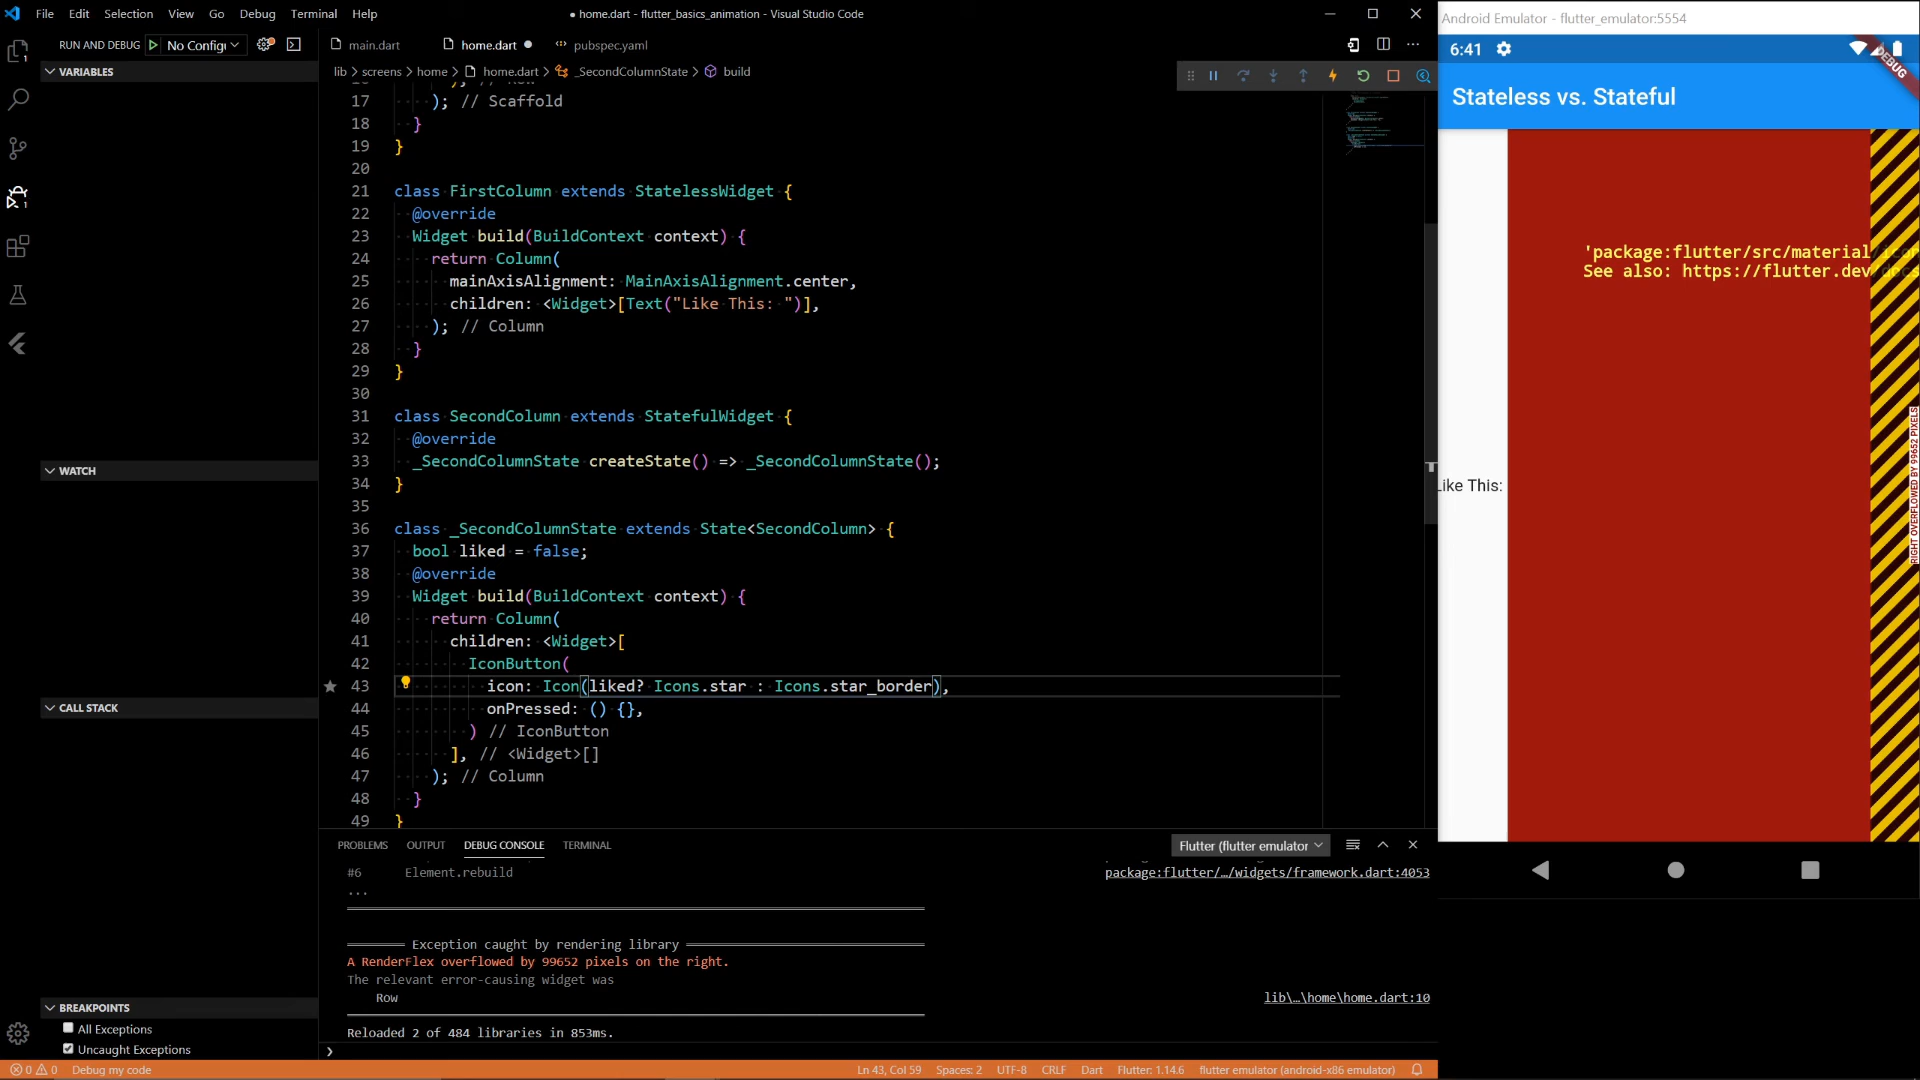 File Edit Selection View Go Debug Terminal Help
● home.dart - flutter_basics_animation - Visual Studio Code
Android Emulator - flutter_emulator:5554
RUN AND DEBUG No Config
main.dart home.dart pubspec.yaml
6:41
DEBUG
VARIABLES
lib > screens > home > home.dart > _SecondColumnState > build
Stateless vs. Stateful
17 ); // Scaffold
18 }
19 }
20
21 class FirstColumn extends StatelessWidget {
22 @override
23 Widget build(BuildContext context) {
24 return Column(
25 mainAxisAlignment: MainAxisAlignment.center,
26 children: <Widget>[Text("Like This: ")],
27 ); // Column
28 }
29 }
30
31 class SecondColumn extends StatefulWidget {
32 @override
33 _SecondColumnState createState() => _SecondColumnState();
34 }
35
36 class _SecondColumnState extends State<SecondColumn> {
37 bool liked = false;
38 @override
39 Widget build(BuildContext context) {
40 return Column(
41 children: <Widget>[
42 IconButton(
43 icon: Icon(liked? Icons.star : Icons.star_border),
44 onPressed: () {},
45 ) // IconButton
46 ], // <Widget>[]
47 ); // Column
48 }
49 }
'package:flutter/src/material/icon
See also: https://flutter.dev/docs
Like This:
RIGHT OVERFLOWED BY 99652 PIXELS
WATCH
CALL STACK
BREAKPOINTS
All Exceptions
Uncaught Exceptions
PROBLEMS OUTPUT DEBUG CONSOLE TERMINAL
Flutter (flutter emulator
#6 Element.rebuild package:flutter/…/widgets/framework.dart:4053
...
Exception caught by rendering library
A RenderFlex overflowed by 99652 pixels on the right.
The relevant error-causing widget was
Row lib\…\home\home.dart:10
Reloaded 2 of 484 libraries in 853ms.
0 0 Debug my code
Ln 43, Col 59 Spaces: 2 UTF-8 CRLF Dart Flutter: 1.14.6 flutter emulator (android-x86 emulator)